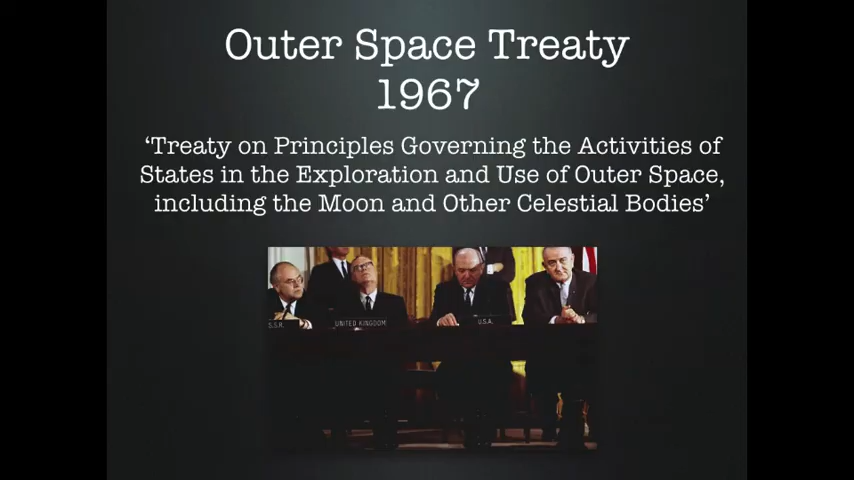 Outer Space Treaty
1967
‘Treaty on Principles Governing the Activities of
States in the Exploration and Use of Outer Space,
including the Moon and Other Celestial Bodies’
S.S.R.
UNITED KINGDOM
U.S.A.